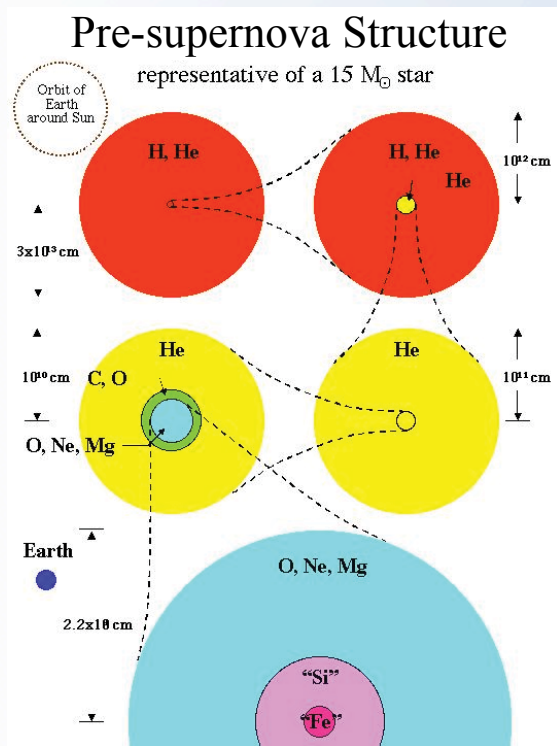 Pre-supernova Structure
representative of a 15 M☉ star
Orbit of
Earth
around Sun
H, He
H, He
He
10¹² cm
3x10¹³ cm
He
He
C, O
10¹⁰ cm
10¹¹ cm
O, Ne, Mg
Earth
O, Ne, Mg
cm
“Si”
“Fe”